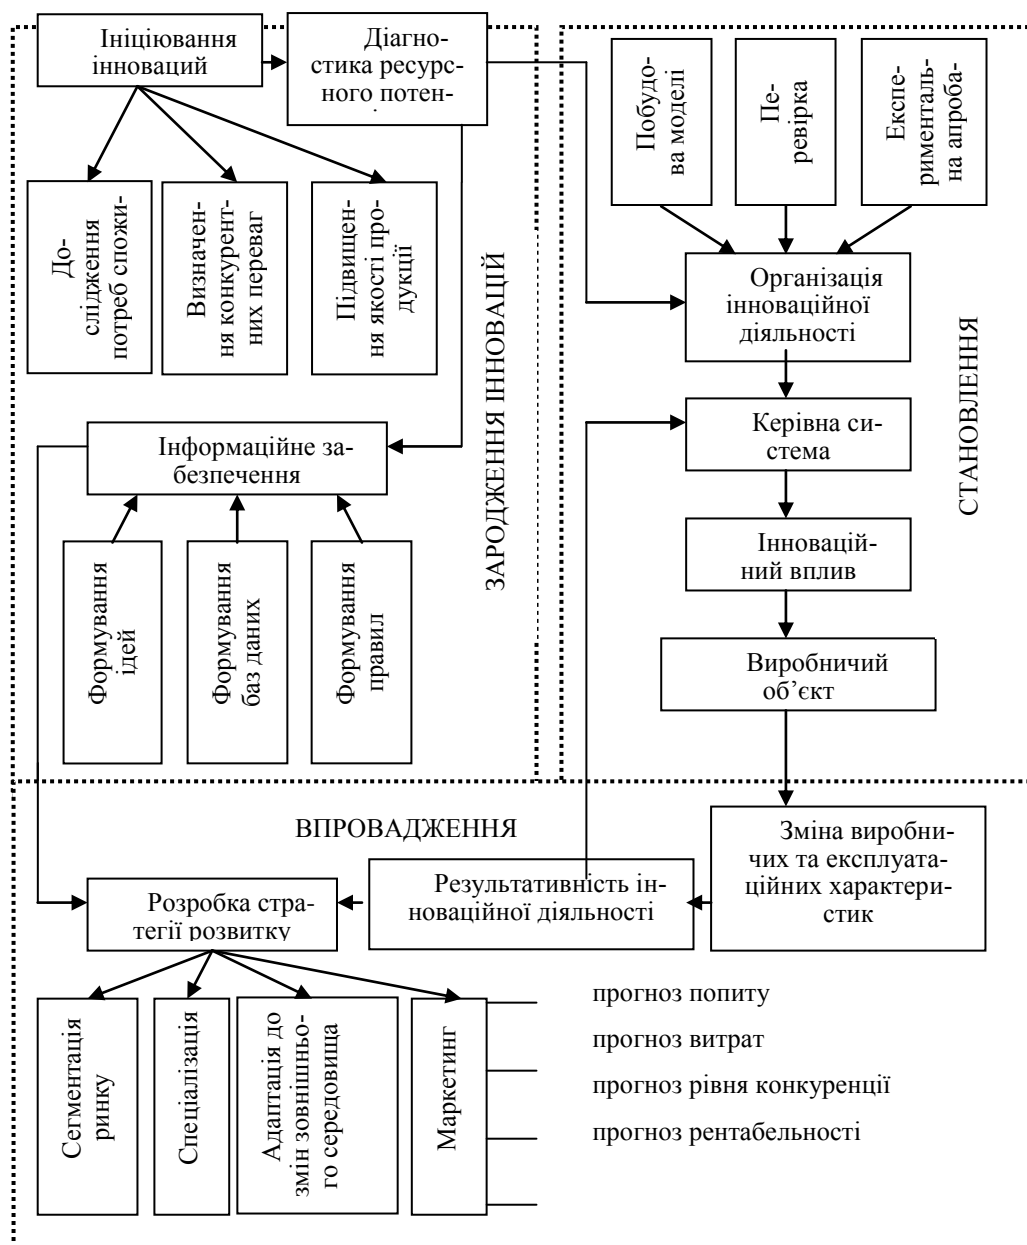 Ініціювання
інноваций
Діагно-
стика ресурс-
ного потен-
До-
слідження
потреб спожи-
Визначен-
ня конкурент-
них переваг
Підвищен-
ня якості про-
дукції
ЗАРОДЖЕННЯ ІННОВАЦІЙ
Інформаційне за-
безпечення
Формування
ідей
Формування
баз даних
Формування
правил
Побудо-
ва моделі
Пе-
ревірка
Експе-
рименталь-
на апроба-
Організація
інноваційної
діяльності
Керівна си-
стема
Інновацій-
ний вплив
Виробничий
об’єкт
СТАНОВЛЕННЯ
ВПРОВАДЖЕННЯ
Зміна виробни-
чих та експлуата-
ційних характери-
стик
Результативність ін-
новаційної діяльності
Розробка стра-
тегії розвитку
Сегментація
ринку
Спеціалізація
Адаптація до
змін зовнішньо-
го середовища
Маркетинг
прогноз попиту
прогноз витрат
прогноз рівня конкуренції
прогноз рентабельності